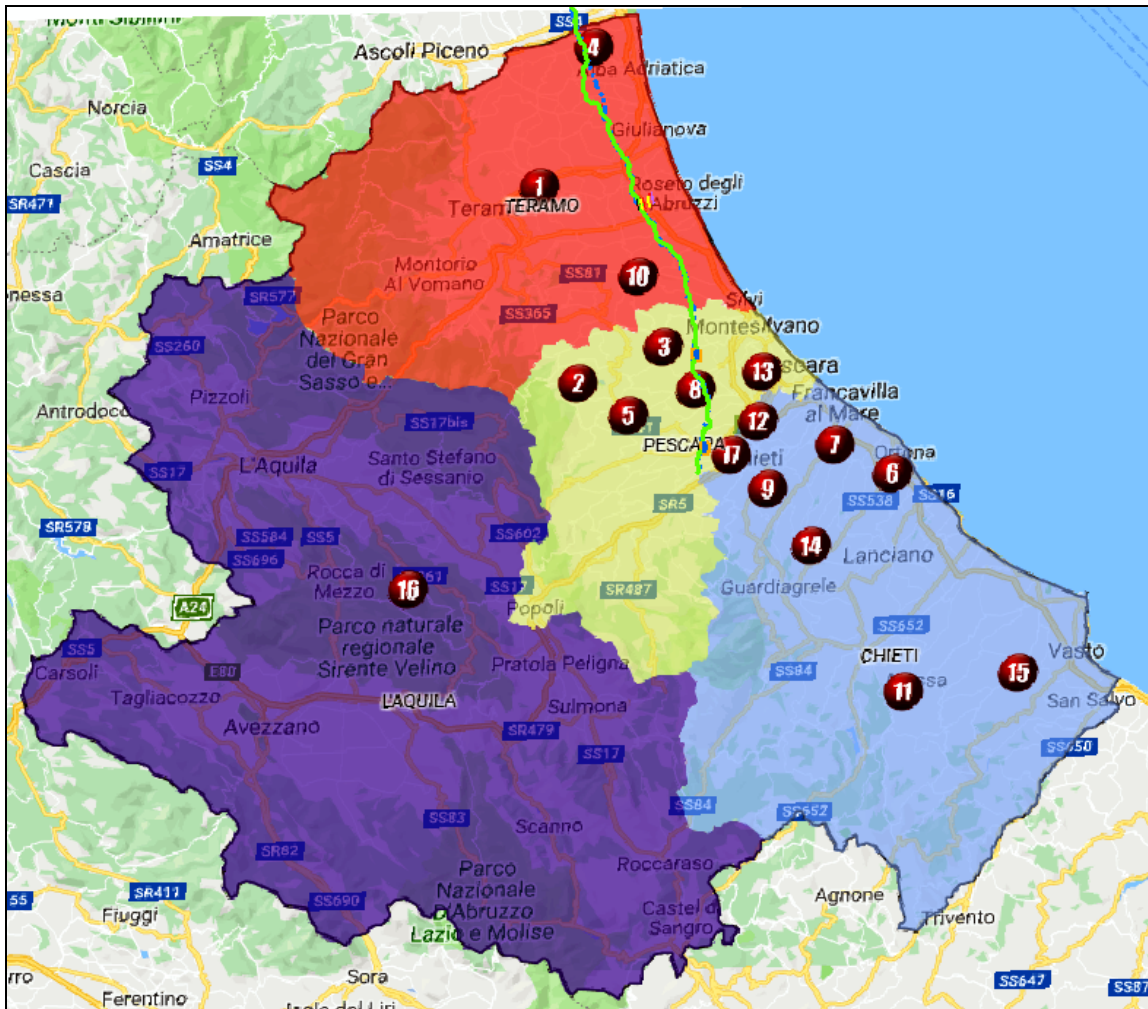 SS4
4
Ascoli Piceno
Alba Adriatica
Norcia
Giulianova
SS4
Cascia
SR471
1
Roseto degli
Abruzzi
TERAMO
Amatrice
Montorio
Al Vomano
SS81
10
SR577
Silvi
SS365
Parco
Nazionale
del Gran
Sasso e...
Montesilvano
SS260
3
13
2
8
Pizzoli
Francavilla
al Mare
Antrodoco
5
SS17bis
12
PESCARA
7
17
L'Aquila
Santo Stefano
di Sessanio
SS17
6
9
SS16
SR5
SS538
SR578
SS584
SS5
SS602
14
Lanciano
SS696
Rocca di
Mezzo
16
SS17
SR487
Guardiagrele
A24
Popoli
Parco naturale
regionale
Sirente Velino
SS652
SS5
CHIETI
Vasto
Carsoli
E80
Pratola Peligna
SS84
15
Tagliacozzo
L'AQUILA
Sulmona
11
San Salvo
Avezzano
SR479
SS17
SS650
SS84
SS652
SS83
Scanno
SR82
Roccaraso
Parco
Nazionale
D'Abruzzo
Lazio e Molise
SR411
Agnone
SS690
Fiuggi
Castel di
Sangro
Trivento
Sora
SS647
SS87
Ferentino